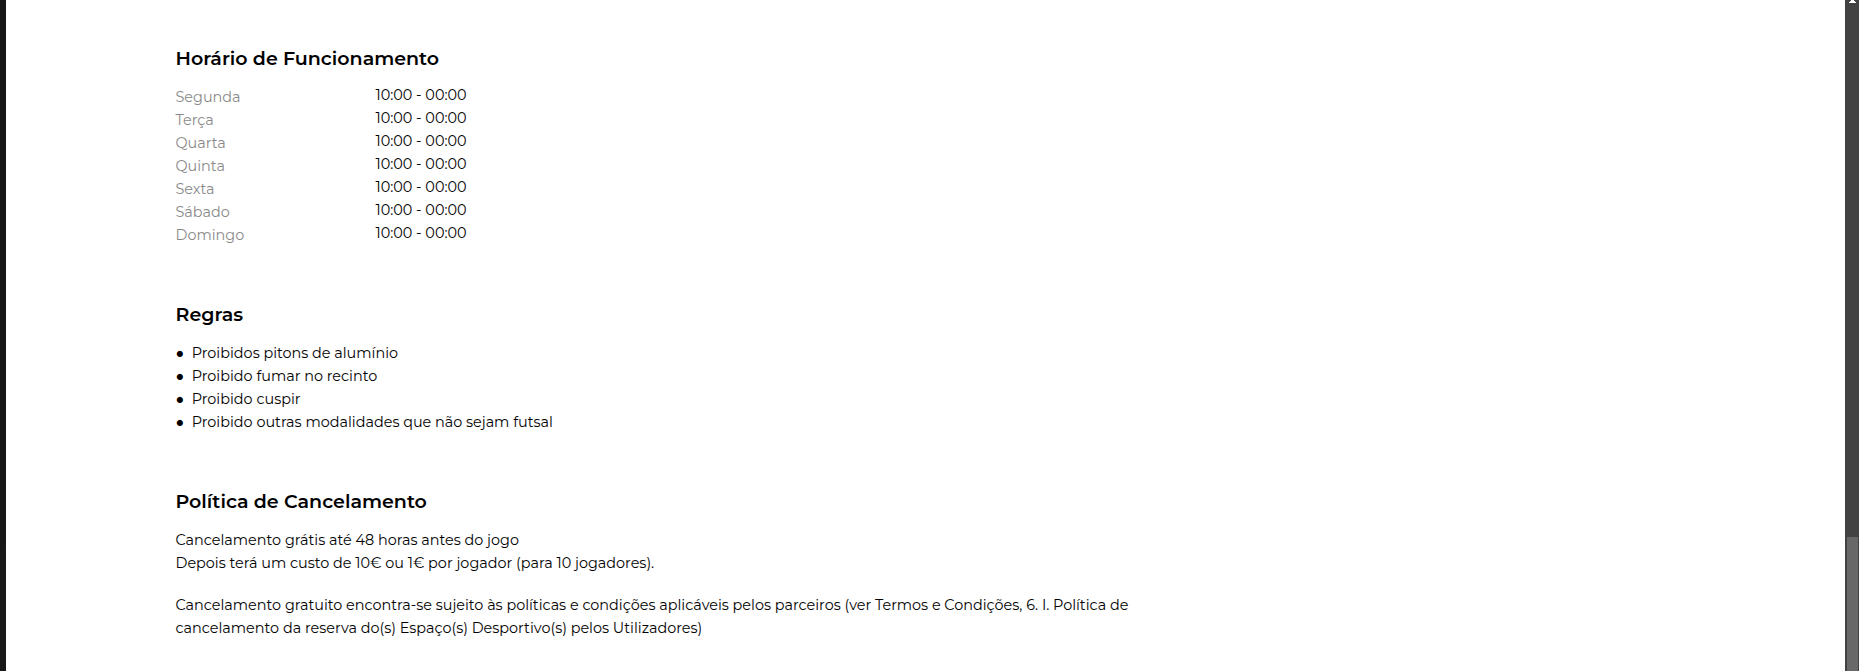 Horário de Funcionamento
Segunda 10:00 - 00:00
Terça 10:00 - 00:00
Quarta 10:00 - 00:00
Quinta 10:00 - 00:00
Sexta 10:00 - 00:00
Sábado 10:00 - 00:00
Domingo 10:00 - 00:00
Regras
● Proibidos pitons de alumínio
● Proibido fumar no recinto
● Proibido cuspir
● Proibido outras modalidades que não sejam futsal
Política de Cancelamento
Cancelamento grátis até 48 horas antes do jogo
Depois terá um custo de 10€ ou 1€ por jogador (para 10 jogadores).
Cancelamento gratuito encontra-se sujeito às políticas e condições aplicáveis pelos parceiros (ver Termos e Condições, 6. I. Política de
cancelamento da reserva do(s) Espaço(s) Desportivo(s) pelos Utilizadores)